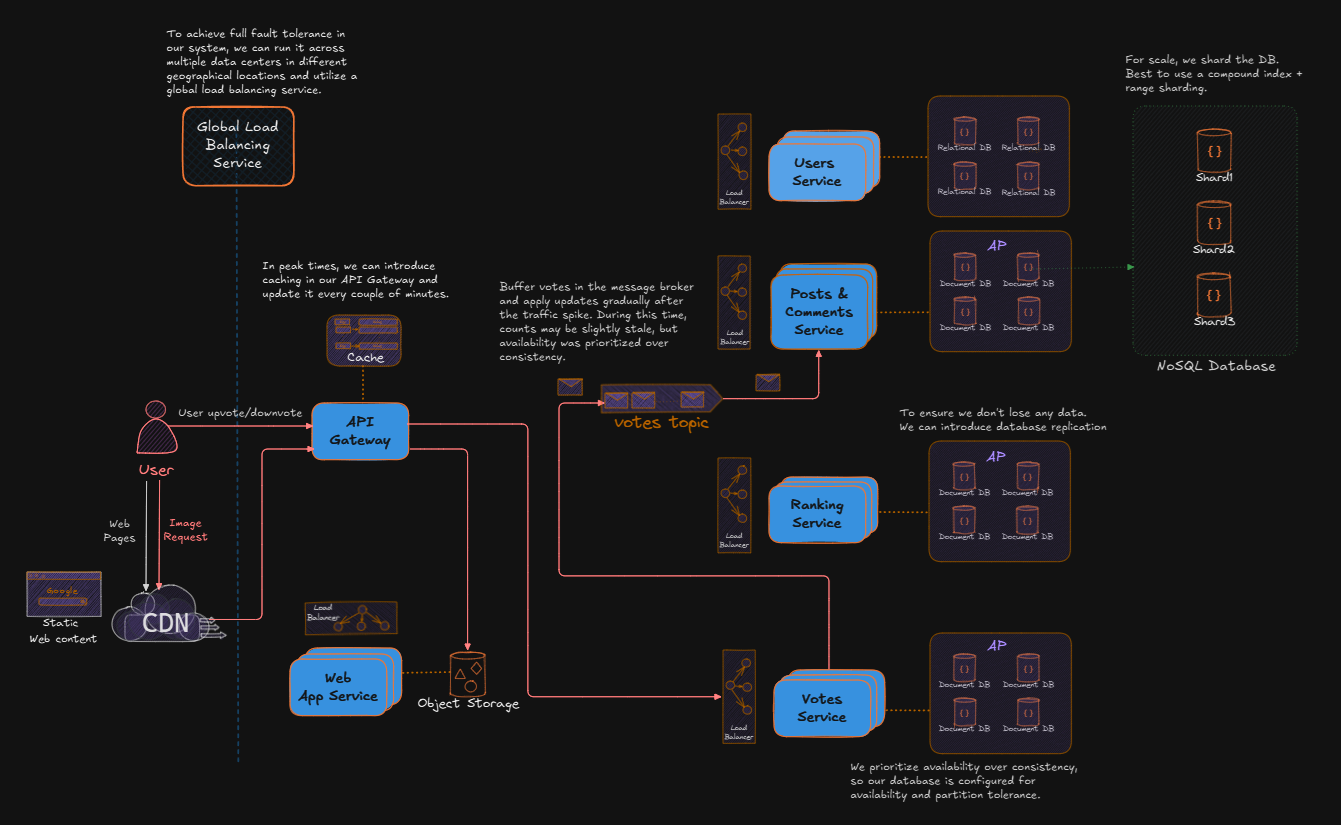 To achieve full fault tolerance in
our system, we can run it across
multiple data centers in different
geographical locations and utilize a
global load balancing service.
Global Load
Balancing
Service
For scale, we shard the DB.
Best to use a compound index +
range sharding.
Load
Balancer
Users
Service
{ }
Relational DB
{ }
Relational DB
{ }
Relational DB
{ }
Relational DB
{ }
Shard1
{ }
Shard2
{ }
Shard3
NoSQL Database
In peak times, we can introduce
caching in our API Gateway and
update it every couple of minutes.
Cache
Buffer votes in the message broker
and apply updates gradually after
the traffic spike. During this time,
counts may be slightly stale, but
availability was prioritized over
consistency.
Load
Balancer
Posts &
Comments
Service
AP
{ }
Document DB
{ }
Document DB
{ }
Document DB
{ }
Document DB
votes topic
User upvote/downvote
API
Gateway
User
To ensure we don't lose any data.
We can introduce database replication
Load
Balancer
Ranking
Service
AP
{ }
Document DB
{ }
Document DB
{ }
Document DB
{ }
Document DB
Web
Pages
Image
Request
Google
Static
Web content
CDN
Load
Balancer
Web
App Service
Object Storage
Load
Balancer
Votes
Service
AP
{ }
Document DB
{ }
Document DB
{ }
Document DB
{ }
Document DB
We prioritize availability over consistency,
so our database is configured for
availability and partition tolerance.